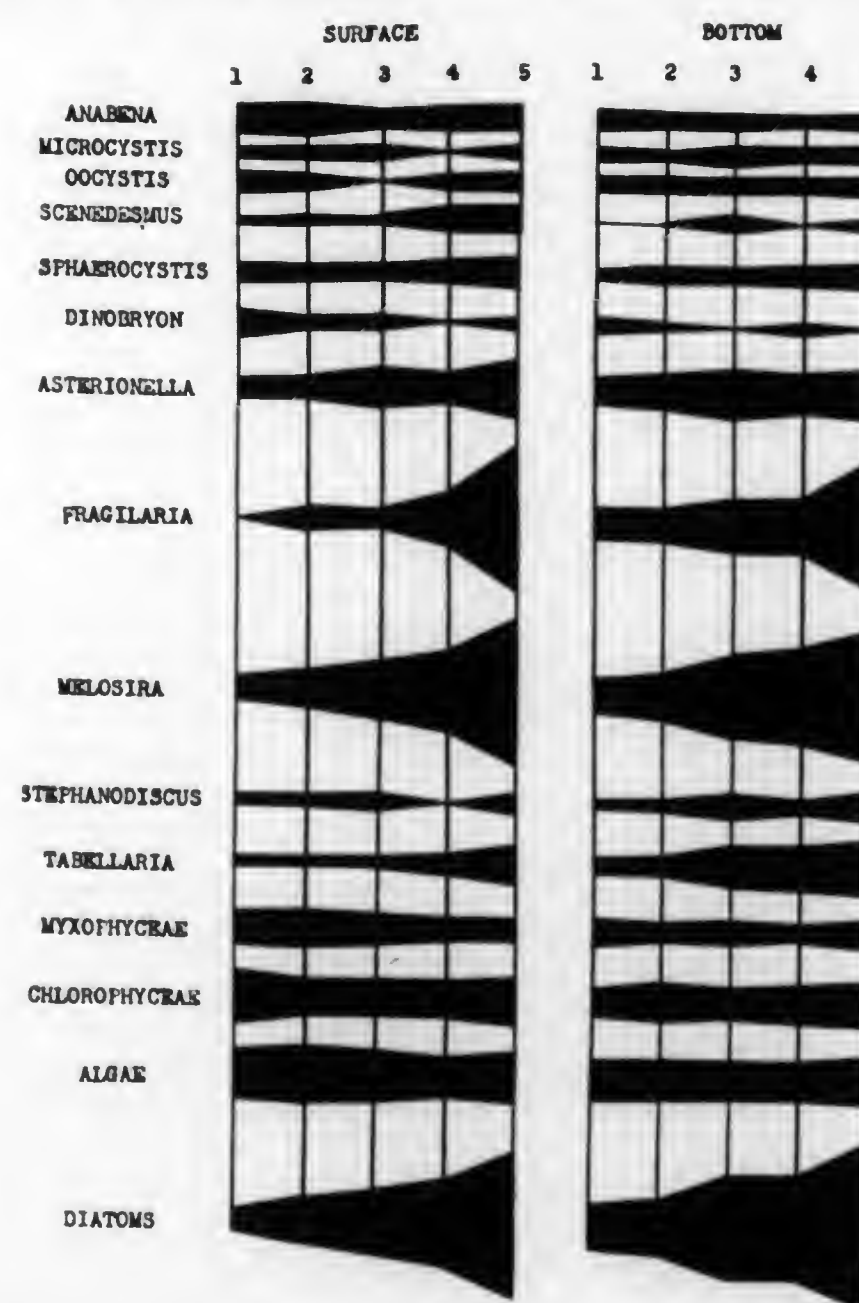 SURFACE BOTTOM
1 2 3 4 5 1 2 3 4
ANABENA
MICROCYSTIS
OOCYSTIS
SCENEDESMUS
SPHAEROCYSTIS
DINOBRYON
ASTERIONELLA
FRAGILARIA
MELOSIRA
STEPHANODISCUS
TABELLARIA
MYXOPHYCEAE
CHLOROPHYCEAE
ALGAE
DIATOMS